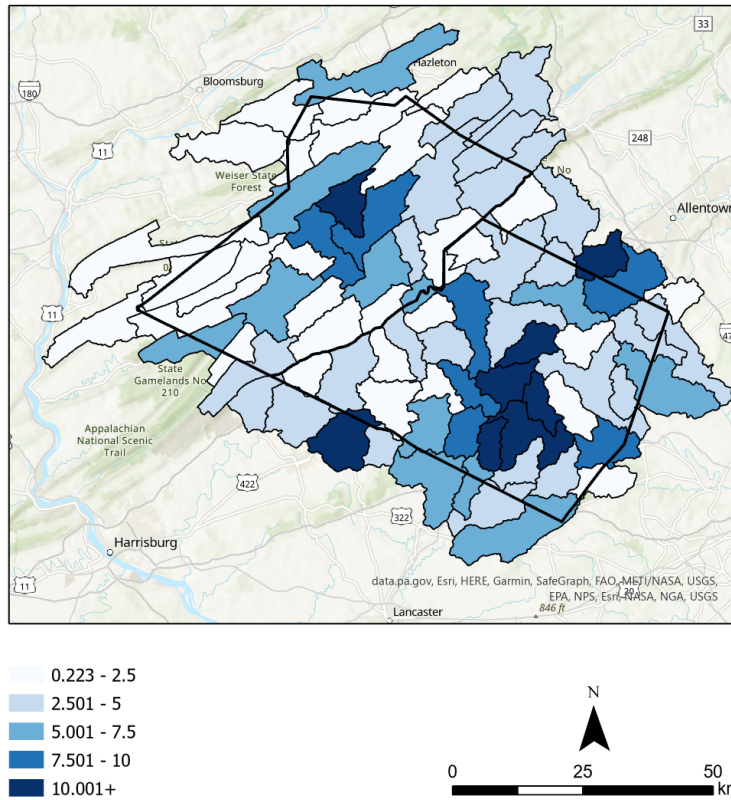 33
Hazleton
Bloomsburg
180
248
11
No
Weiser State
Forest
Allentown
11
47
State
Gamelands No
210
Appalachian
National Scenic
Trail
422
322
Harrisburg
11
data.pa.gov, Esri, HERE, Garmin, SafeGraph, FAO, METI/NASA, USGS,
EPA, NPS, Esri, NASA, NGA, USGS
Lancaster
846 ft
0.223 - 2.5
2.501 - 5
5.001 - 7.5
7.501 - 10
10.001+
N
0 25 50
km